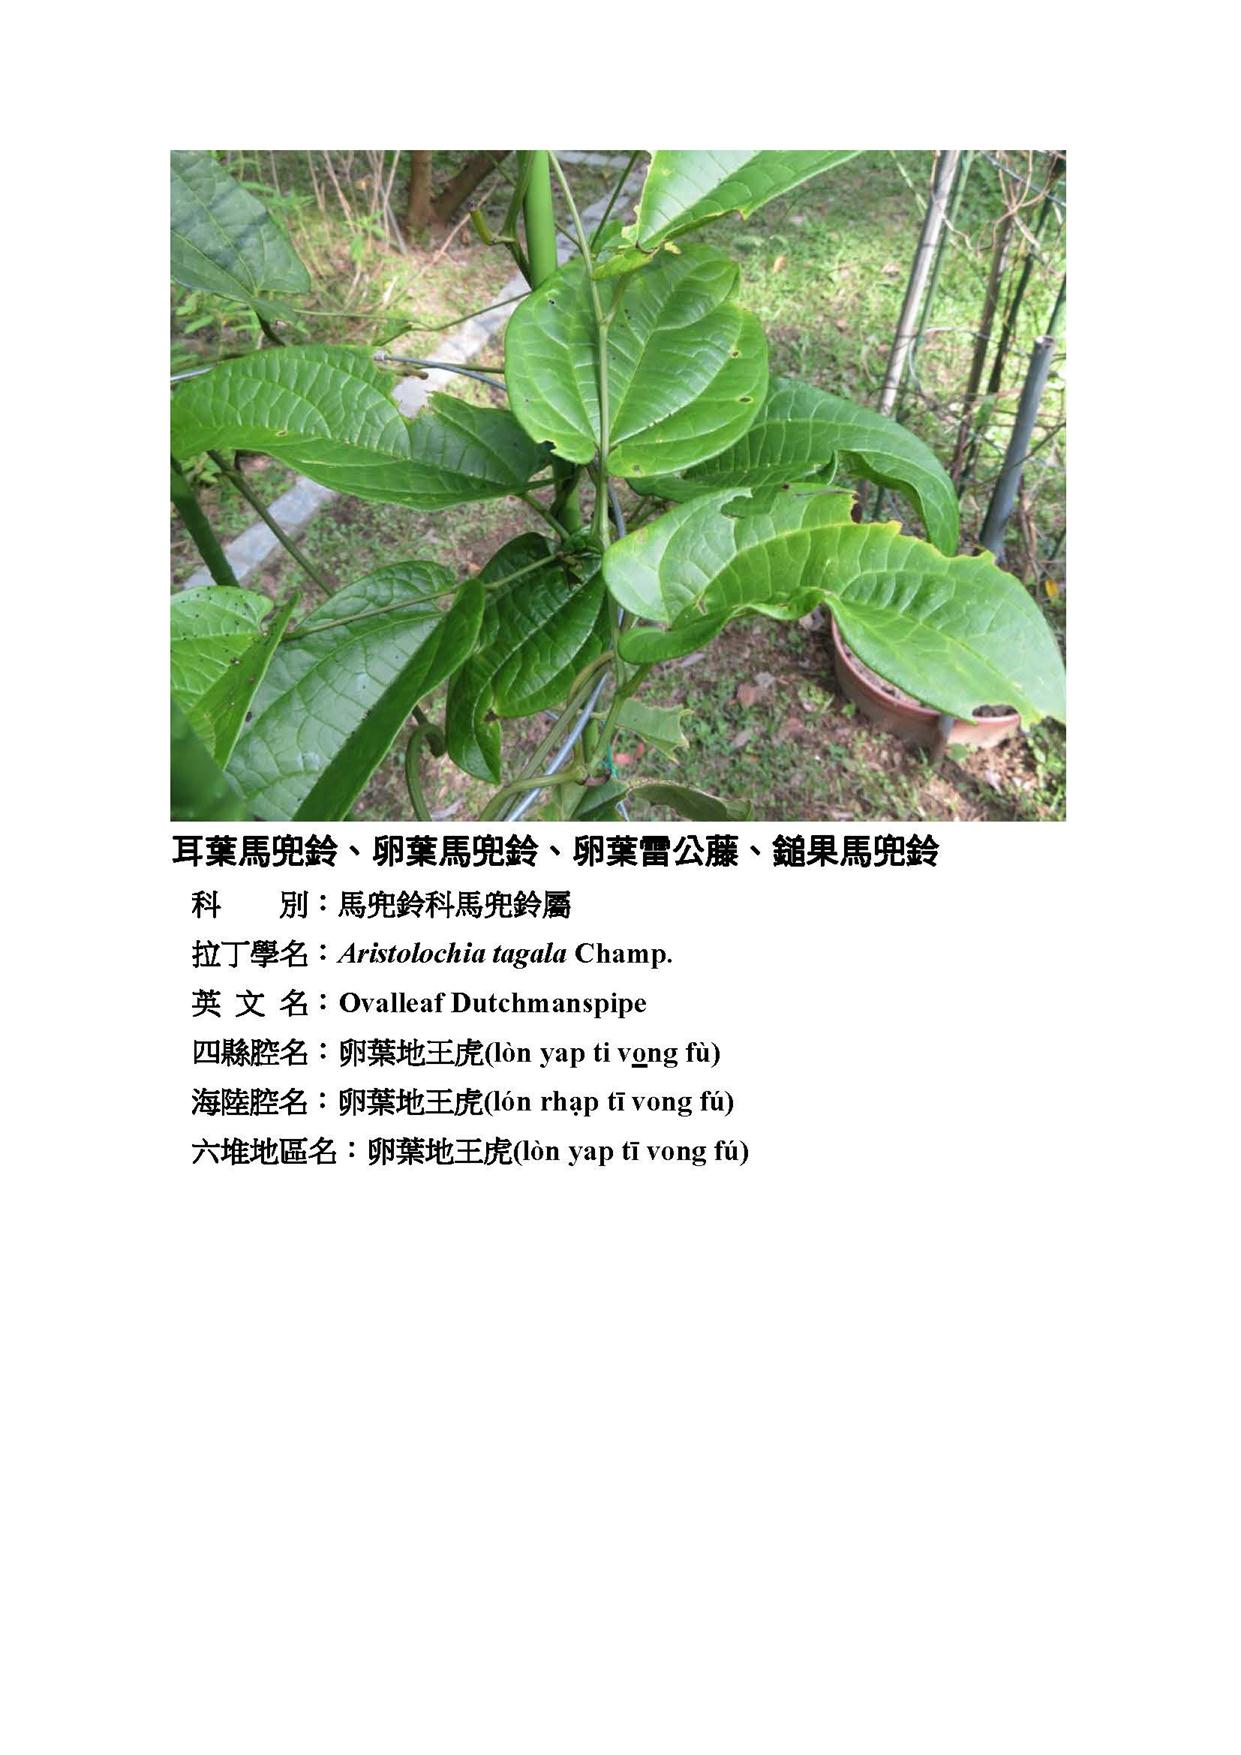 耳葉馬兜鈴、卵葉馬兜鈴、卵葉雷公藤、鎚果馬兜鈴
科　　別：馬兜鈴科馬兜鈴屬
拉丁學名：Aristolochia tagala Champ.
英 文 名：Ovalleaf Dutchmanspipe
四縣腔名：卵葉地王虎(lòn yap ti vo̲ng fù)
海陸腔名：卵葉地王虎(lón rha̠p tī vong fú)
六堆地區名：卵葉地王虎(lòn yap tī vong fú)